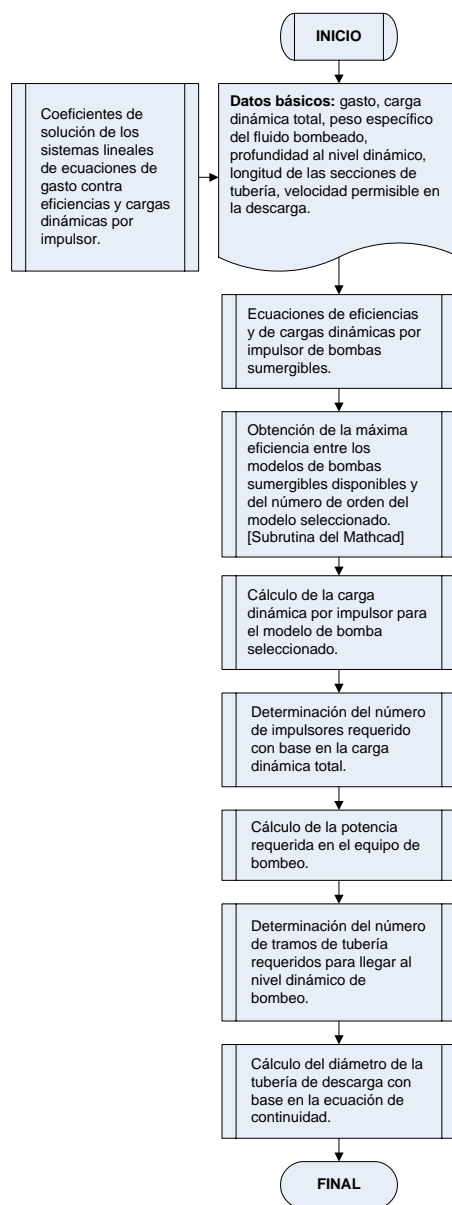 INICIO
Coeficientes de
solución de los
sistemas lineales
de ecuaciones de
gasto contra
eficiencias y cargas
dinámicas por
impulsor.
Datos básicos: gasto, carga
dinámica total, peso específico
del fluido bombeado,
profundidad al nivel dinámico,
longitud de las secciones de
tubería, velocidad permisible en
la descarga.
Ecuaciones de eficiencias
y de cargas dinámicas por
impulsor de bombas
sumergibles.
Obtención de la máxima
eficiencia entre los
modelos de bombas
sumergibles disponibles y
del número de orden del
modelo seleccionado.
[Subrutina del Mathcad]
Cálculo de la carga
dinámica por impulsor para
el modelo de bomba
seleccionado.
Determinación del número
de impulsores requerido
con base en la carga
dinámica total.
Cálculo de la potencia
requerida en el equipo de
bombeo.
Determinación del número
de tramos de tubería
requeridos para llegar al
nivel dinámico de
bombeo.
Cálculo del diámetro de la
tubería de descarga con
base en la ecuación de
continuidad.
FINAL